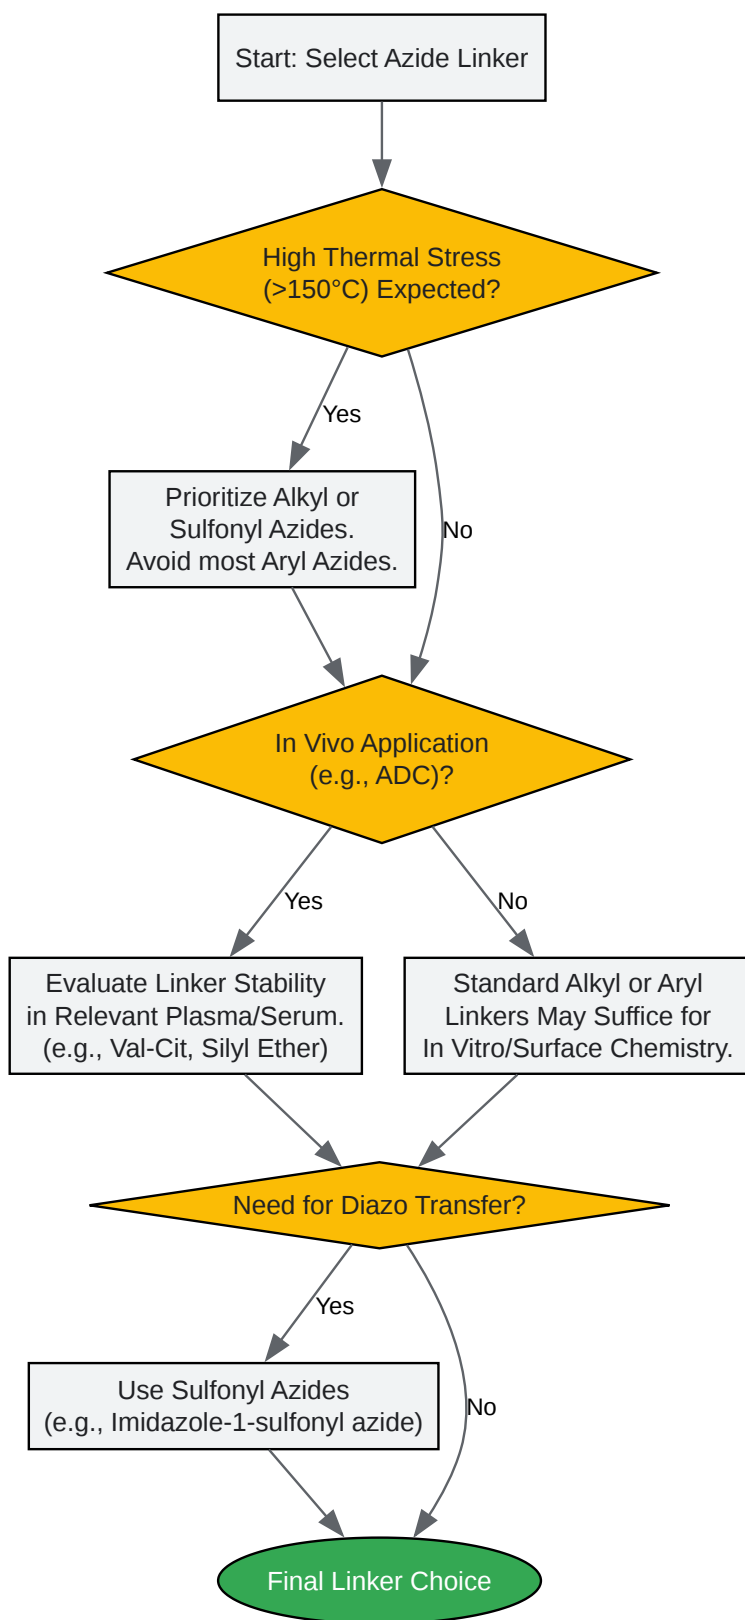 Start: Select Azide Linker
High Thermal Stress
(>150°C) Expected?
Yes
No
Prioritize Alkyl or
Sulfonyl Azides.
Avoid most Aryl Azides.
In Vivo Application
(e.g., ADC)?
Yes
No
Evaluate Linker Stability
in Relevant Plasma/Serum.
(e.g., Val-Cit, Silyl Ether)
Standard Alkyl or Aryl
Linkers May Suffice for
In Vitro/Surface Chemistry.
Need for Diazo Transfer?
Yes
No
Use Sulfonyl Azides
(e.g., Imidazole-1-sulfonyl azide)
Final Linker Choice